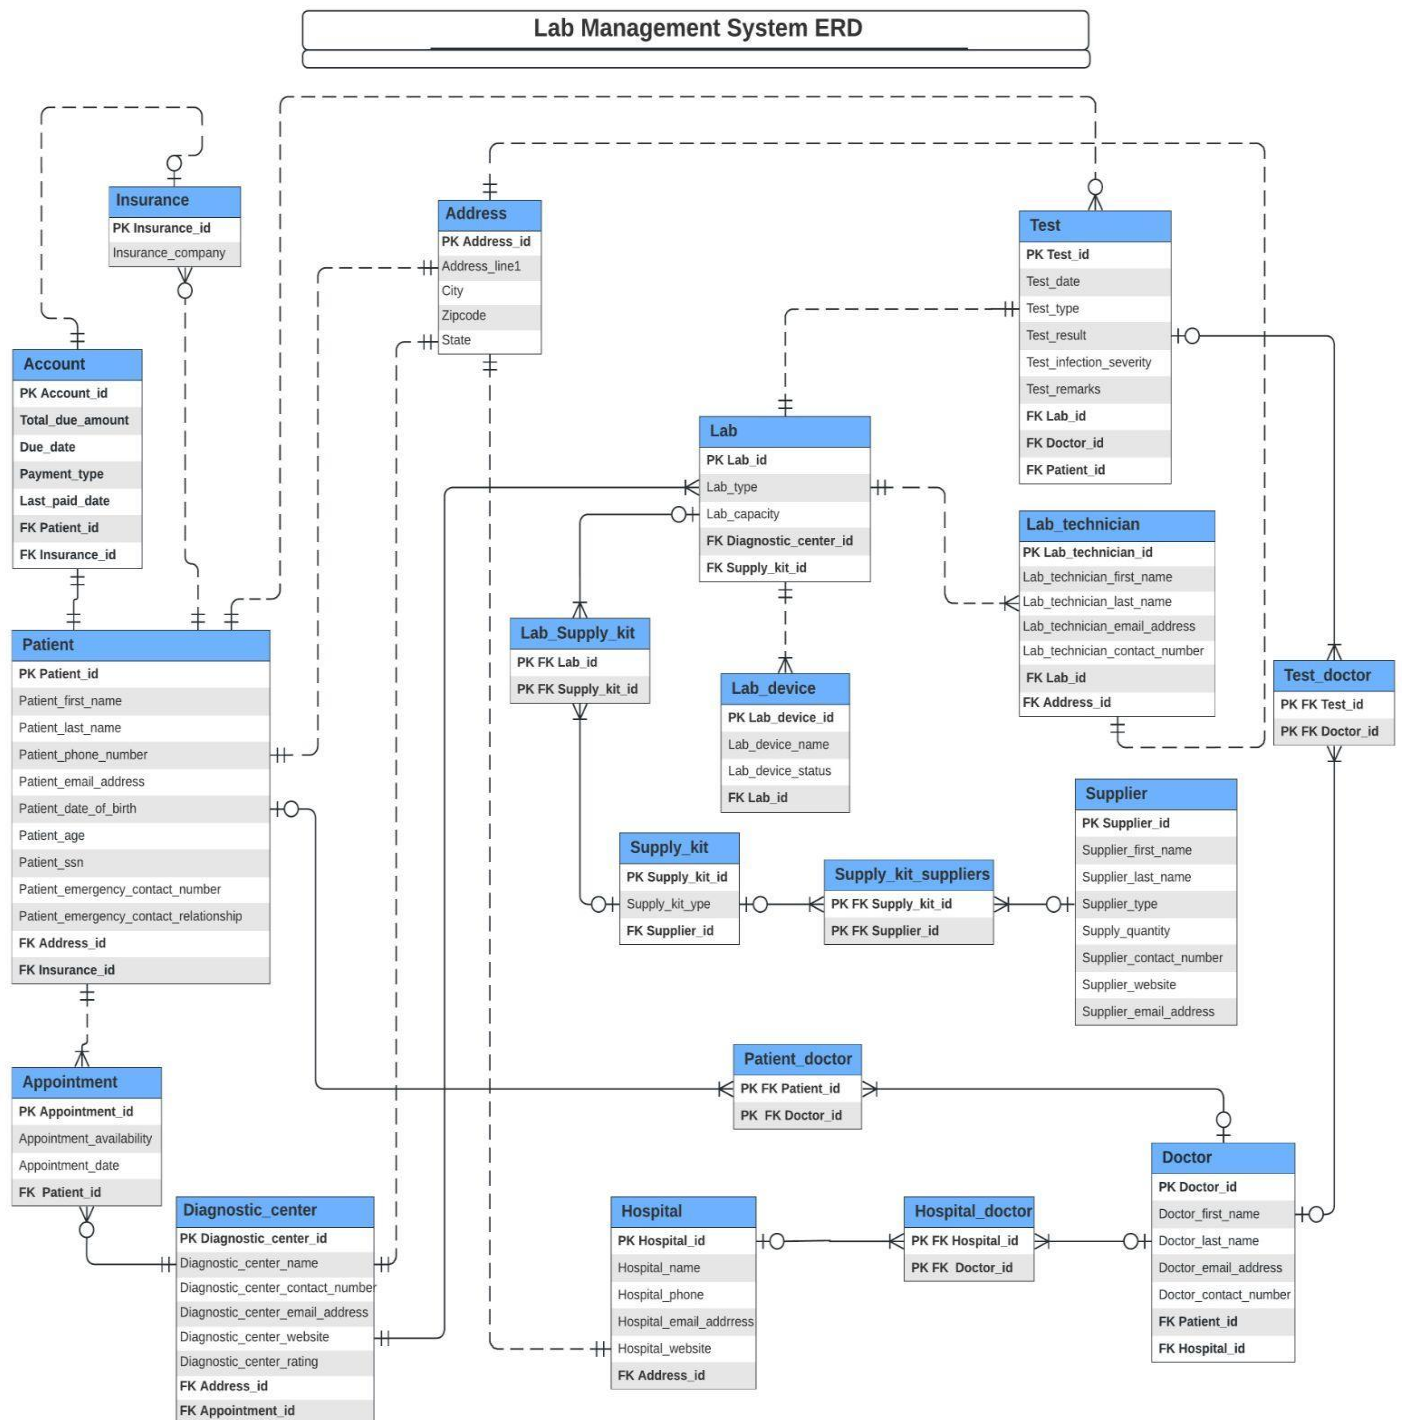 Lab Management System ERD
Insurance
PK Insurance_id
Insurance_company
Address
PK Address_id
Address_line1
City
Zipcode
State
Test
PK Test_id
Test_date
Test_type
Test_result
Test_infection_severity
Test_remarks
FK Lab_id
FK Doctor_id
FK Patient_id
Account
PK Account_id
Total_due_amount
Due_date
Payment_type
Last_paid_date
FK Patient_id
FK Insurance_id
Lab
PK Lab_id
Lab_type
Lab_capacity
FK Diagnostic_center_id
FK Supply_kit_id
Lab_technician
PK Lab_technician_id
Lab_technician_first_name
Lab_technician_last_name
Lab_technician_email_address
Lab_technician_contact_number
FK Lab_id
FK Address_id
Patient
PK Patient_id
Patient_first_name
Patient_last_name
Patient_phone_number
Patient_email_address
Patient_date_of_birth
Patient_age
Patient_ssn
Patient_emergency_contact_number
Patient_emergency_contact_relationship
FK Address_id
FK Insurance_id
Lab_Supply_kit
PK FK Lab_id
PK FK Supply_kit_id
Lab_device
PK Lab_device_id
Lab_device_name
Lab_device_status
FK Lab_id
Test_doctor
PK FK Test_id
PK FK Doctor_id
Supplier
PK Supplier_id
Supplier_first_name
Supplier_last_name
Supplier_type
Supply_quantity
Supplier_contact_number
Supplier_website
Supplier_email_address
Supply_kit
PK Supply_kit_id
Supply_kit_ype
FK Supplier_id
Supply_kit_suppliers
PK FK Supply_kit_id
PK FK Supplier_id
Patient_doctor
PK FK Patient_id
PK FK Doctor_id
Appointment
PK Appointment_id
Appointment_availability
Appointment_date
FK Patient_id
Doctor
PK Doctor_id
Doctor_first_name
Doctor_last_name
Doctor_email_address
Doctor_contact_number
FK Patient_id
FK Hospital_id
Diagnostic_center
PK Diagnostic_center_id
Diagnostic_center_name
Diagnostic_center_contact_number
Diagnostic_center_email_address
Diagnostic_center_website
Diagnostic_center_rating
FK Address_id
FK Appointment_id
Hospital
PK Hospital_id
Hospital_name
Hospital_phone
Hospital_email_addrress
Hospital_website
FK Address_id
Hospital_doctor
PK FK Hospital_id
PK FK Doctor_id